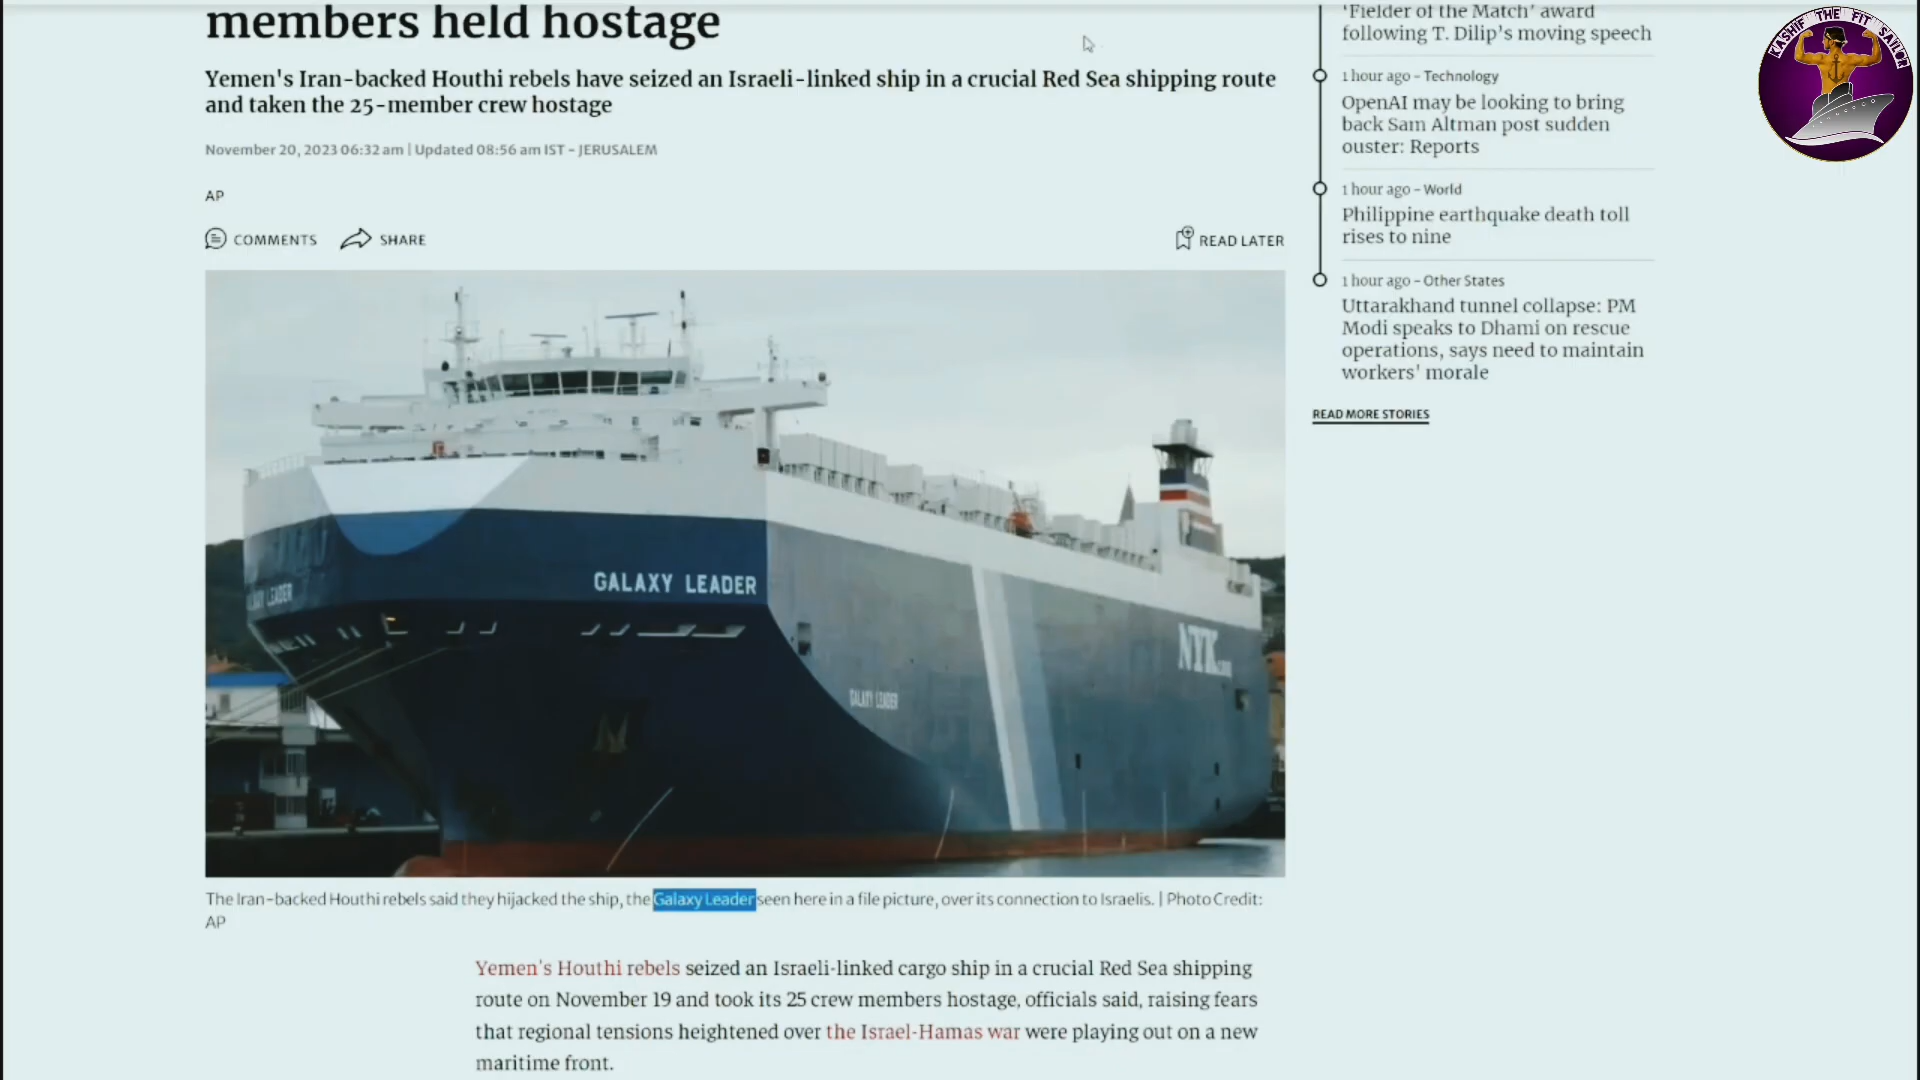 members held hostage
Yemen's Iran-backed Houthi rebels have seized an Israeli-linked ship in a crucial Red Sea shipping route
and taken the 25-member crew hostage
November 20, 2023 06:32 am | Updated 08:56 am IST - JERUSALEM
AP
COMMENTS
SHARE
READ LATER
GALAXY LEADER
GALAXY LEADER
NYK
The Iran-backed Houthi rebels said they hijacked the ship, the Galaxy Leader seen here in a file picture, over its connection to Israelis. | Photo Credit:
AP
Yemen's Houthi rebels seized an Israeli-linked cargo ship in a crucial Red Sea shipping
route on November 19 and took its 25 crew members hostage, officials said, raising fears
that regional tensions heightened over the Israel-Hamas war were playing out on a new
maritime front.
'Fielder of the Match' award
following T. Dilip's moving speech
1 hour ago - Technology
OpenAI may be looking to bring
back Sam Altman post sudden
ouster: Reports
1 hour ago - World
Philippine earthquake death toll
rises to nine
1 hour ago - Other States
Uttarakhand tunnel collapse: PM
Modi speaks to Dhami on rescue
operations, says need to maintain
workers' morale
READ MORE STORIES
KASHIF THE FIT SAILOR